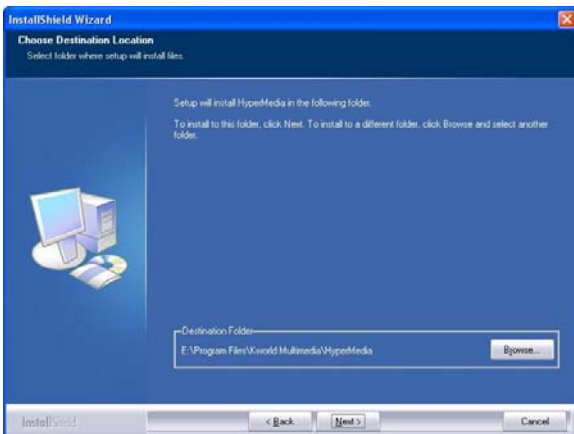 InstallShield Wizard
Choose Destination Location
Select folder where setup will install files.
Setup will install HyperMedia in the following folder.
To install to this folder, click Next. To install to a different folder, click Browse and select another
folder.
Destination Folder
E:\Program Files\Kworld Multimedia\HyperMedia
Browse...
InstallShield
< Back
Next >
Cancel